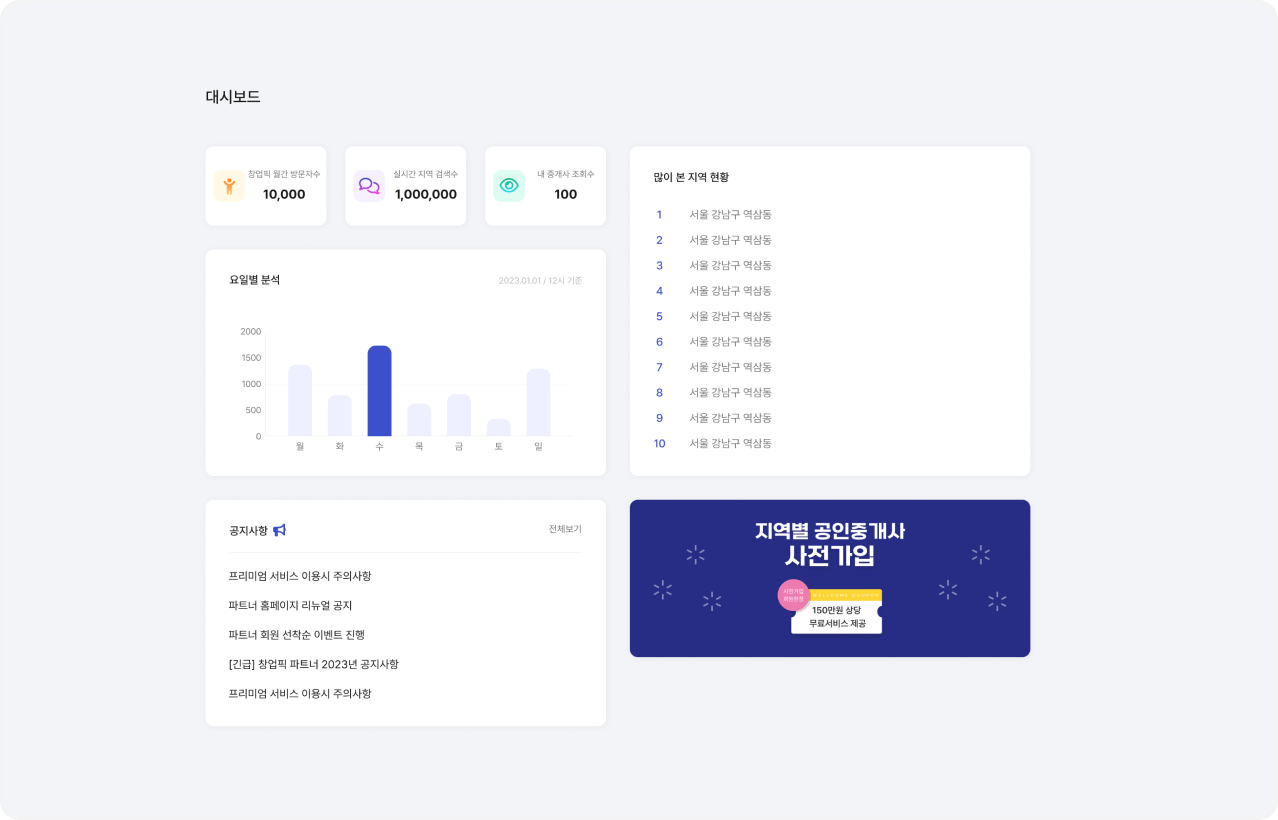 대시보드
창업픽 월간 방문자수
10,000
실시간 지역 검색수
1,000,000
내 중개사 조회수
100
요일별 분석
2023.01.01 / 12시 기준
2000
1500
1000
500
0
월 화 수 목 금 토 일
많이 본 지역 현황
1 서울 강남구 역삼동
2 서울 강남구 역삼동
3 서울 강남구 역삼동
4 서울 강남구 역삼동
5 서울 강남구 역삼동
6 서울 강남구 역삼동
7 서울 강남구 역삼동
8 서울 강남구 역삼동
9 서울 강남구 역삼동
10 서울 강남구 역삼동
공지사항
전체보기
프리미엄 서비스 이용시 주의사항
파트너 홈페이지 리뉴얼 공지
파트너 회원 선착순 이벤트 진행
[긴급] 창업픽 파트너 2023년 공지사항
프리미엄 서비스 이용시 주의사항
지역별 공인중개사
사전가입
사전가입
WELCOME COUPON
150만원 상당
무료서비스 제공